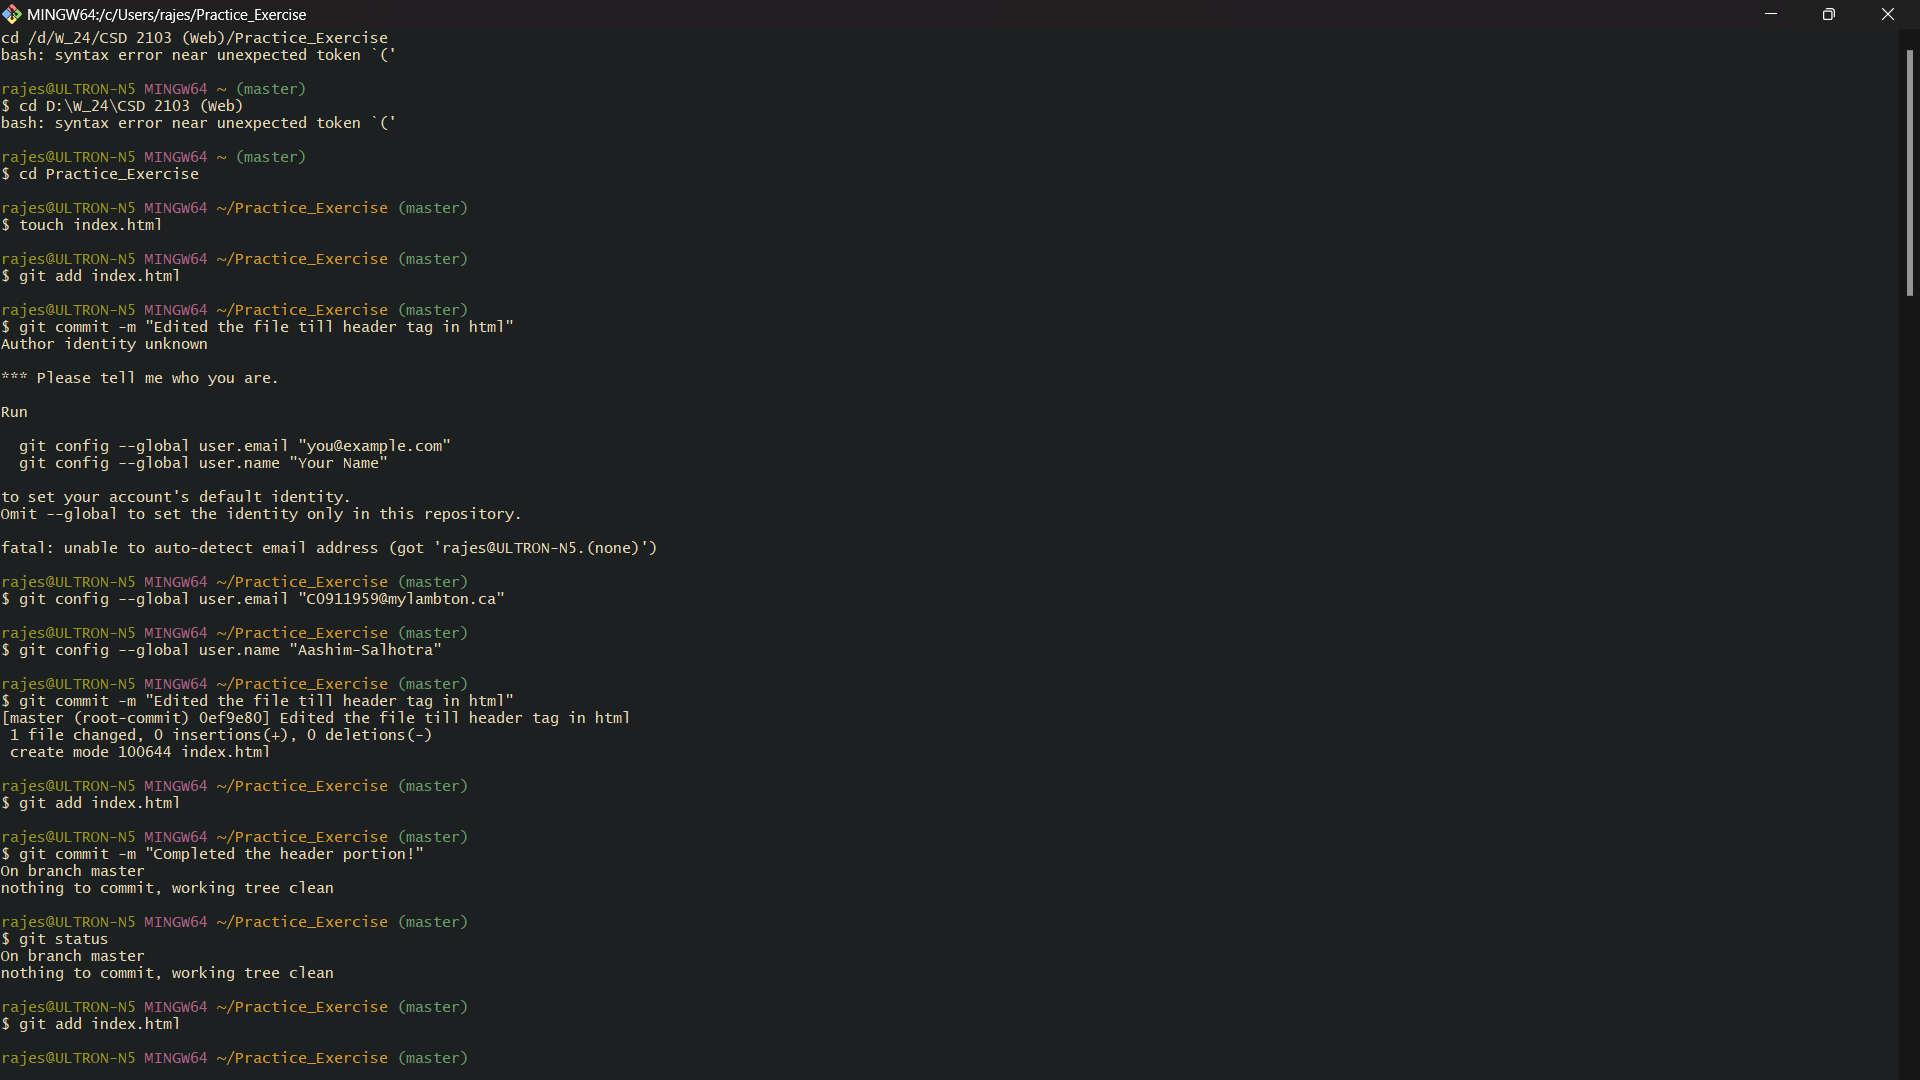 MINGW64:/c/Users/rajes/Practice_Exercise
cd /d/W_24/CSD 2103 (Web)/Practice_Exercise
bash: syntax error near unexpected token `('
rajes@ULTRON-N5 MINGW64 ~ (master)
$ cd D:\W_24\CSD 2103 (Web)
bash: syntax error near unexpected token `('
rajes@ULTRON-N5 MINGW64 ~ (master)
$ cd Practice_Exercise
rajes@ULTRON-N5 MINGW64 ~/Practice_Exercise (master)
$ touch index.html
rajes@ULTRON-N5 MINGW64 ~/Practice_Exercise (master)
$ git add index.html
rajes@ULTRON-N5 MINGW64 ~/Practice_Exercise (master)
$ git commit -m "Edited the file till header tag in html"
Author identity unknown
*** Please tell me who you are.
Run
  git config --global user.email "you@example.com"
  git config --global user.name "Your Name"
to set your account's default identity.
Omit --global to set the identity only in this repository.
fatal: unable to auto-detect email address (got 'rajes@ULTRON-N5.(none)')
rajes@ULTRON-N5 MINGW64 ~/Practice_Exercise (master)
$ git config --global user.email "C0911959@mylambton.ca"
rajes@ULTRON-N5 MINGW64 ~/Practice_Exercise (master)
$ git config --global user.name "Aashim-Salhotra"
rajes@ULTRON-N5 MINGW64 ~/Practice_Exercise (master)
$ git commit -m "Edited the file till header tag in html"
[master (root-commit) 0ef9e80] Edited the file till header tag in html
 1 file changed, 0 insertions(+), 0 deletions(-)
 create mode 100644 index.html
rajes@ULTRON-N5 MINGW64 ~/Practice_Exercise (master)
$ git add index.html
rajes@ULTRON-N5 MINGW64 ~/Practice_Exercise (master)
$ git commit -m "Completed the header portion!"
On branch master
nothing to commit, working tree clean
rajes@ULTRON-N5 MINGW64 ~/Practice_Exercise (master)
$ git status
On branch master
nothing to commit, working tree clean
rajes@ULTRON-N5 MINGW64 ~/Practice_Exercise (master)
$ git add index.html
rajes@ULTRON-N5 MINGW64 ~/Practice_Exercise (master)